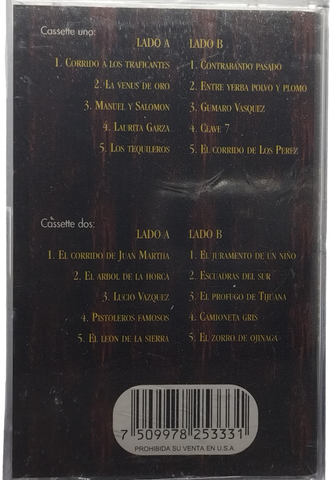 Cassette uno:
LADO A
1. CORRIDO A LOS TRAFICANTES
2. LA VENUS DE ORO
3. MANUEL Y SALOMON
4. LAURITA GARZA
5. LOS TEQUILEROS
LADO B
1. CONTRABANDO PASADO
2. ENTRE YERBA POLVO Y PLOMO
3. GUMARO VASQUEZ
4. CLAVE 7
5. EL CORRIDO DE LOS PEREZ
Cassette dos:
LADO A
1. EL CORRIDO DE JUAN MARTHA
2. EL ARBOL DE LA HORCA
3. LUCIO VAZQUEZ
4. PISTOLEROS FAMOSOS
5. EL LEÓN DE LA SIERRA
LADO B
1. EL JURAMENTO DE UN NIÑO
2. ESCUADRAS DEL SUR
3. EL PROFUGO DE TIJUANA
4. CAMIONETA GRIS
5. EL ZORRO DE OJINAGA
7 509978 253331
PROHIBIDA SU VENTA EN U.S.A.